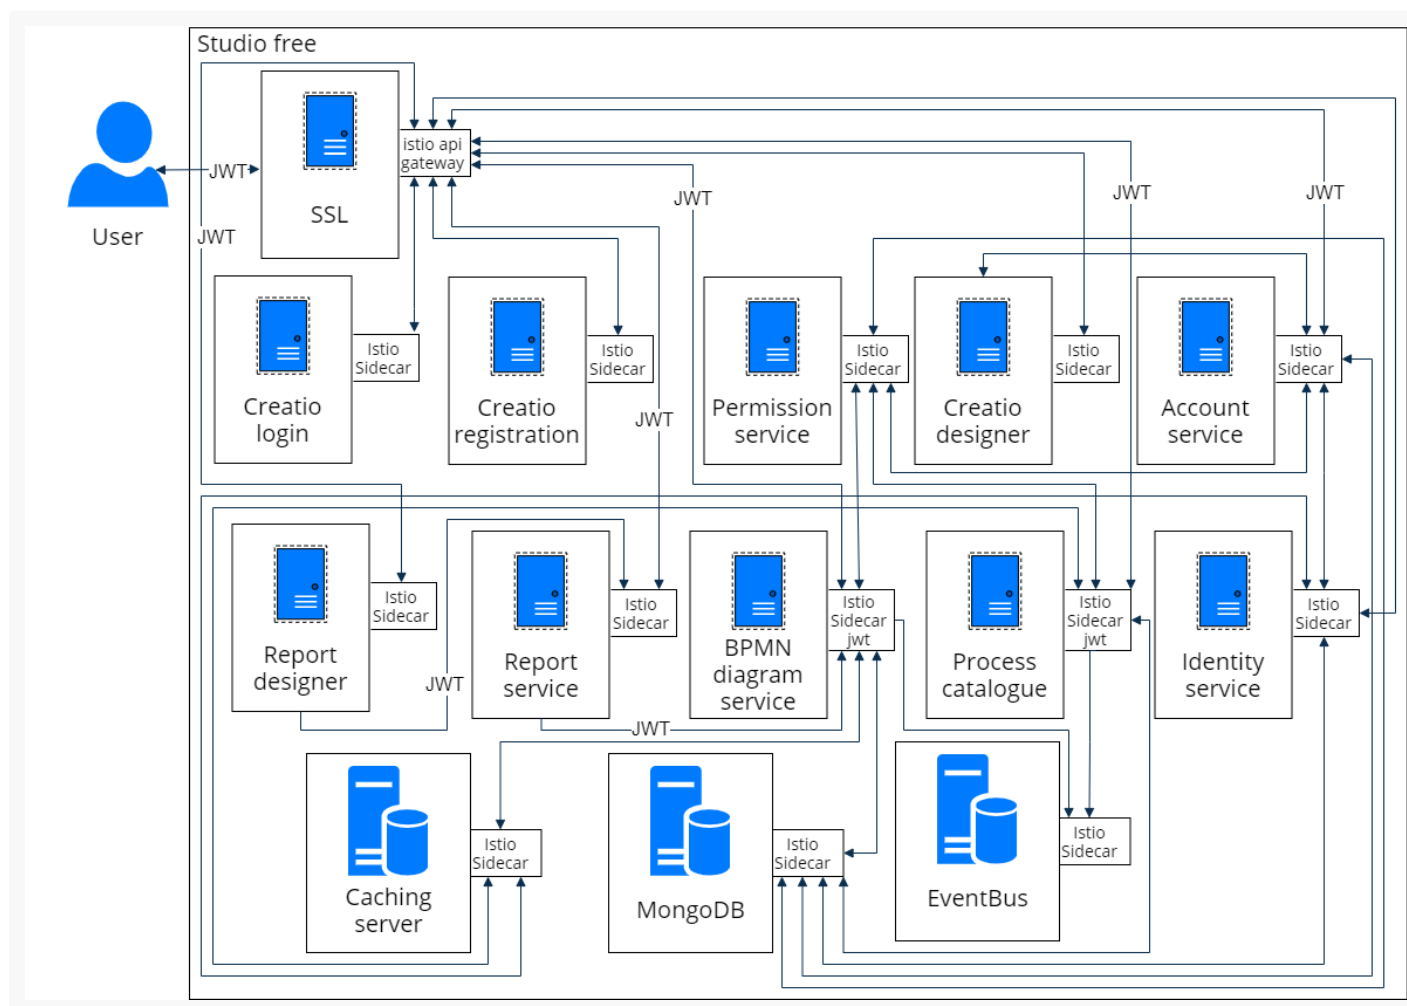 Studio free
istio api
gateway
JWT
SSL
User
JWT
JWT
JWT
JWT
Istio
Sidecar
Creatio
login
Istio
Sidecar
Creatio
registration
Istio
Sidecar
Permission
service
Istio
Sidecar
Creatio
designer
Istio
Sidecar
Account
service
JWT
Istio
Sidecar
Report
designer
Istio
Sidecar
Report
service
Istio
Sidecar
jwt
BPMN
diagram
service
Istio
Sidecar
jwt
Process
catalogue
Istio
Sidecar
Identity
service
JWT
JWT
Istio
Sidecar
Caching
server
Istio
Sidecar
MongoDB
Istio
Sidecar
EventBus